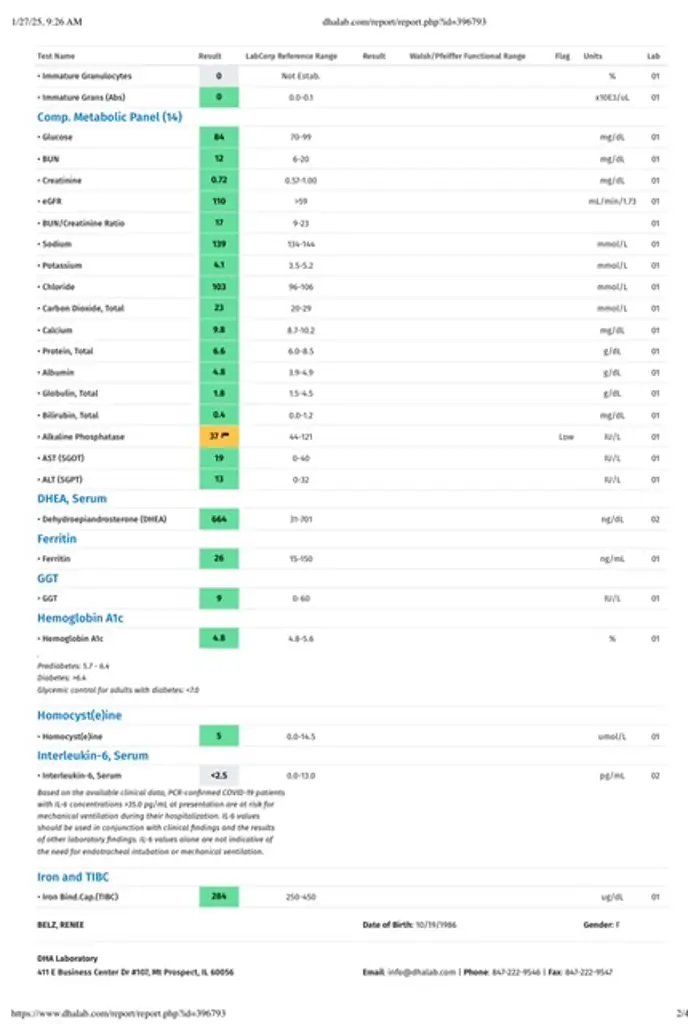 1/27/25, 9:26 AM dhalab.com/report/report.php?id=396793
Test Name Result LabCorp Reference Range Result Walsh/Pfeiffer Functional Range Flag Units Lab
• Immature Granulocytes 0 Not Estab. % 01
• Immature Grans (Abs) 0 0.0-0.1 x10E3/uL 01
Comp. Metabolic Panel (14)
• Glucose 84 70-99 mg/dL 01
• BUN 12 6-20 mg/dL 01
• Creatinine 0.72 0.57-1.00 mg/dL 01
• eGFR 110 >59 mL/min/1.73 01
• BUN/Creatinine Ratio 17 9-23 01
• Sodium 139 134-144 mmol/L 01
• Potassium 4.1 3.5-5.2 mmol/L 01
• Chloride 103 96-106 mmol/L 01
• Carbon Dioxide, Total 23 20-29 mmol/L 01
• Calcium 9.8 8.7-10.2 mg/dL 01
• Protein, Total 6.6 6.0-8.5 g/dL 01
• Albumin 4.8 3.9-4.9 g/dL 01
• Globulin, Total 1.8 1.5-4.5 g/dL 01
• Bilirubin, Total 0.4 0.0-1.2 mg/dL 01
• Alkaline Phosphatase 37 44-121 Low IU/L 01
• AST (SGOT) 19 0-40 IU/L 01
• ALT (SGPT) 13 0-32 IU/L 01
DHEA, Serum
• Dehydroepiandrosterone (DHEA) 664 31-701 ng/dL 02
Ferritin
• Ferritin 26 15-150 ng/mL 01
GGT
• GGT 9 0-60 IU/L 01
Hemoglobin A1c
• Hemoglobin A1c 4.8 4.8-5.6 % 01
.
Prediabetes: 5.7 - 6.4
Diabetes: >6.4
Glycemic control for adults with diabetes: <7.0
Homocyst(e)ine
• Homocyst(e)ine 5 0.0-14.5 umol/L 01
Interleukin-6, Serum
• Interleukin-6, Serum <2.5 0.0-13.0 pg/mL 02
Based on the available clinical data, PCR-confirmed COVID-19 patients
with IL-6 concentrations >35.0 pg/mL at presentation are at risk for
mechanical ventilation during their hospitalization. IL-6 values
should be used in conjunction with clinical findings and the results
of other laboratory findings. IL-6 values alone are not indicative of
the need for endotracheal intubation or mechanical ventilation.
Iron and TIBC
• Iron Bind.Cap.(TIBC) 284 250-450 ug/dL 01
BELZ, RENEE Date of Birth: 10/19/1986 Gender: F
DHA Laboratory
411 E Business Center Dr #107, Mt Prospect, IL 60056 Email: info@dhalab.com | Phone: 847-222-9546 | Fax: 847-222-9547
https://www.dhalab.com/report/report.php?id=396793 2/4